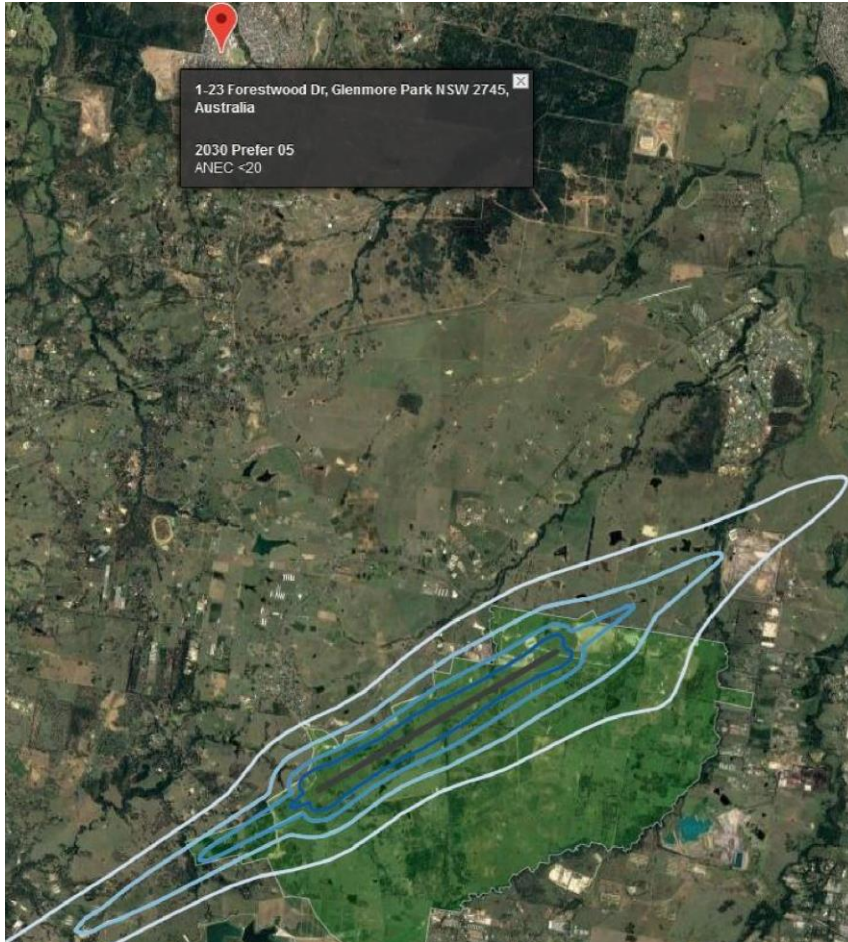 1-23 Forestwood Dr, Glenmore Park NSW 2745,
Australia
2030 Prefer 05
ANEC <20